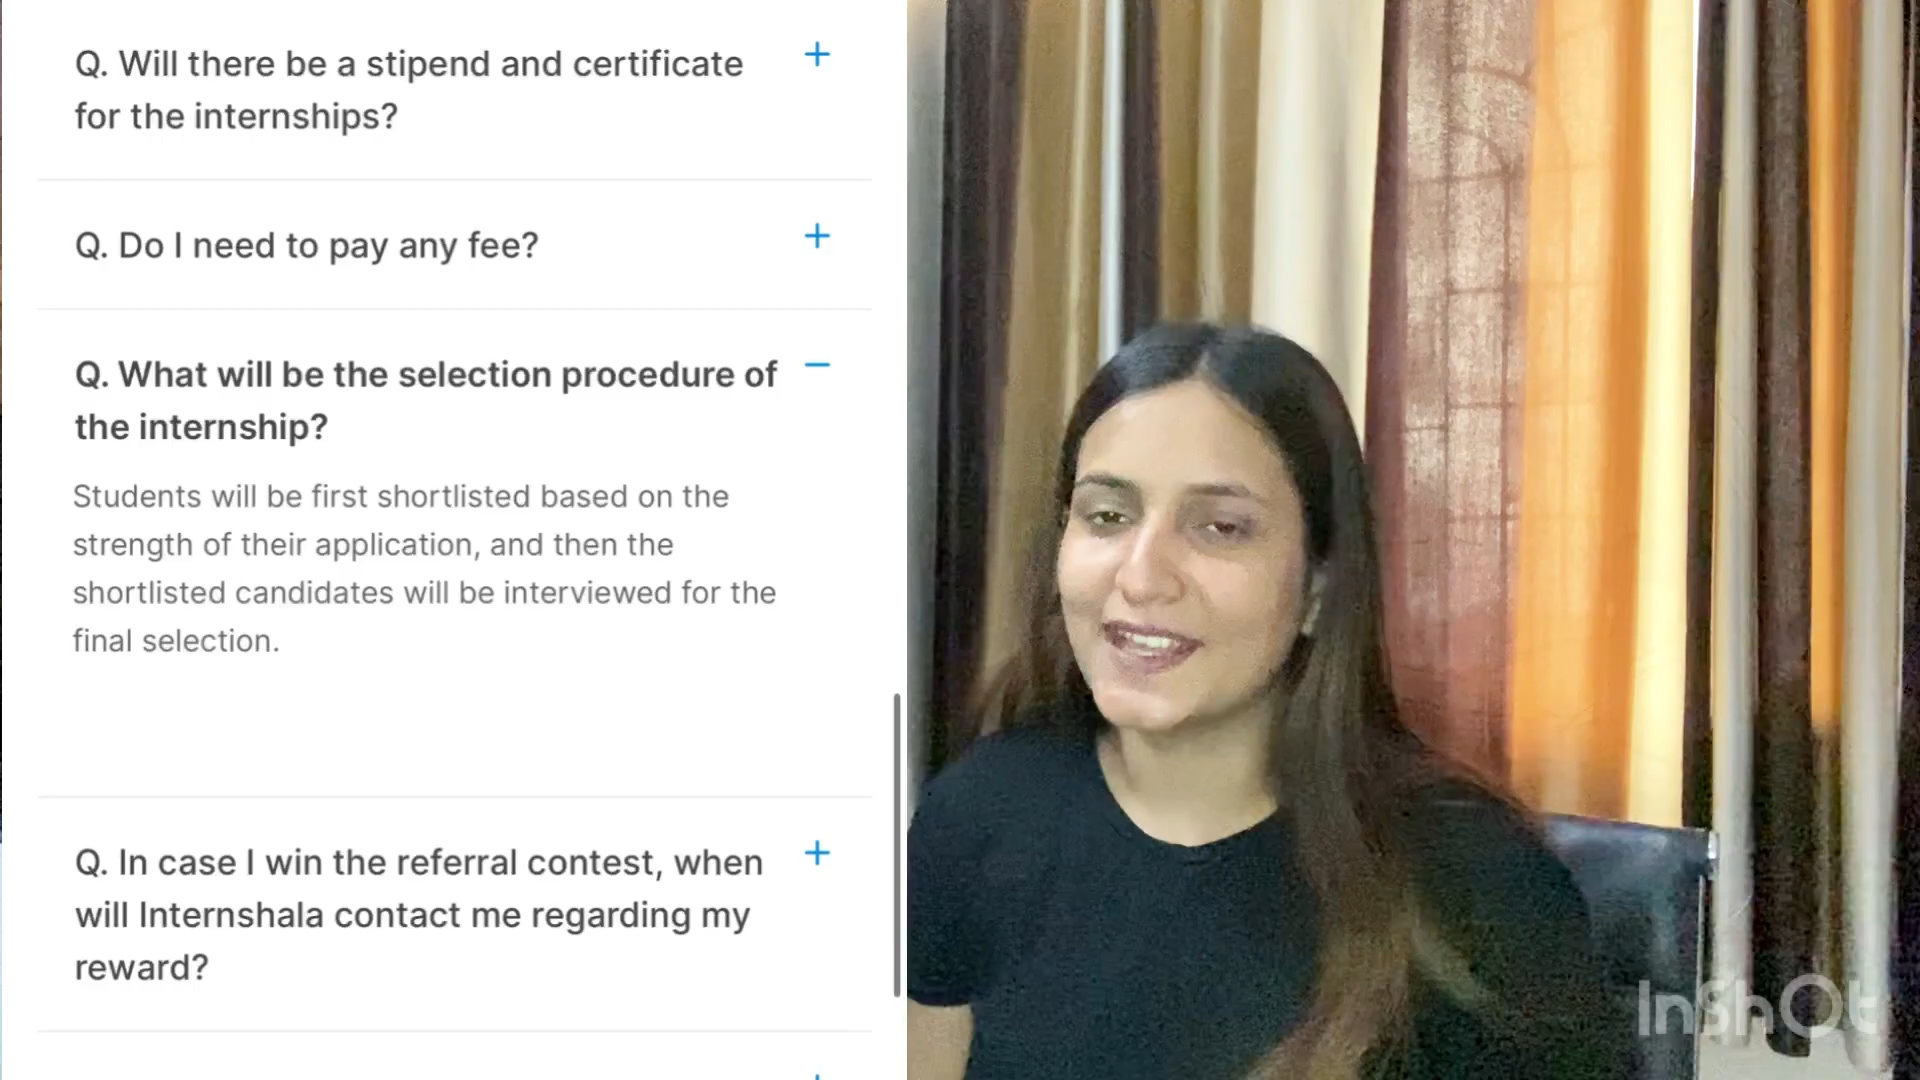 Q. Will there be a stipend and certificate
for the internships?
Q. Do I need to pay any fee?
Q. What will be the selection procedure of
the internship?
Students will be first shortlisted based on the
strength of their application, and then the
shortlisted candidates will be interviewed for the
final selection.
Q. In case I win the referral contest, when
will Internshala contact me regarding my
reward?
InShOt